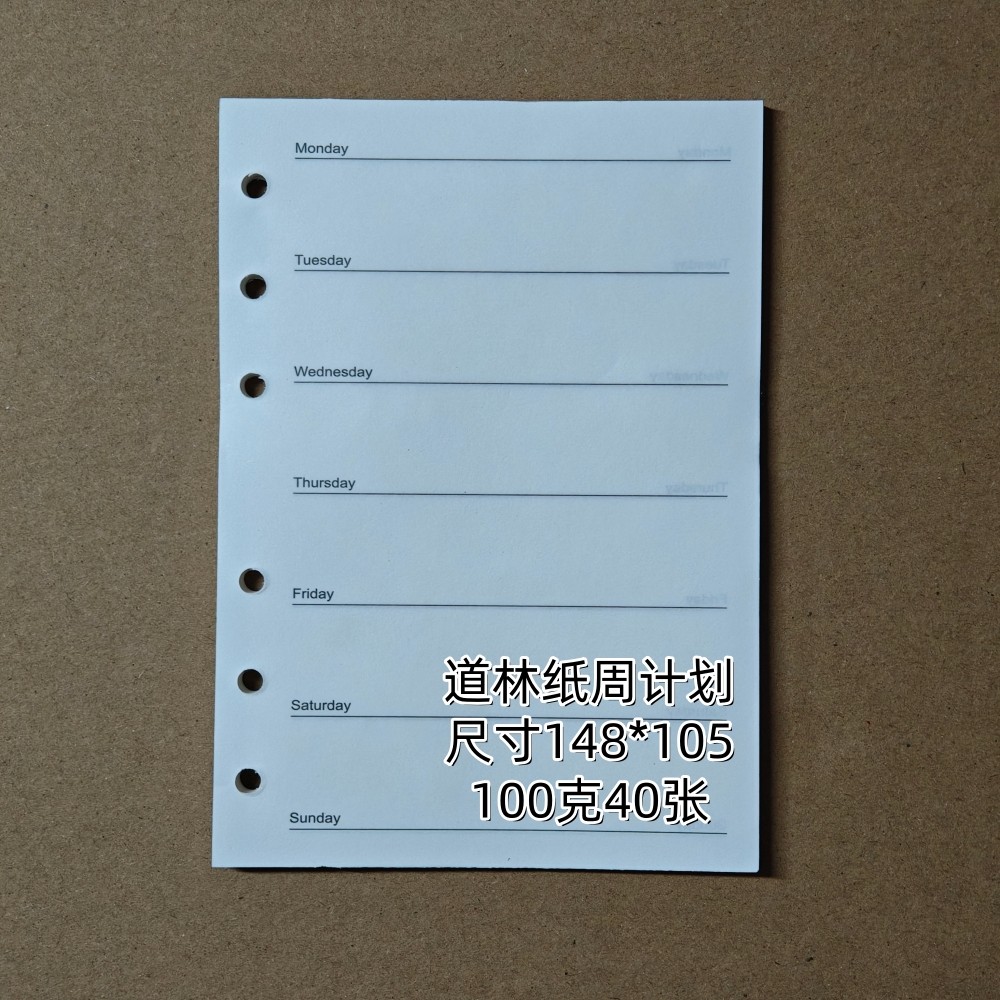 Monday
Tuesday
Wednesday
Thursday
Friday
Saturday
Sunday
道林纸周计划
尺寸148*105
100克40张